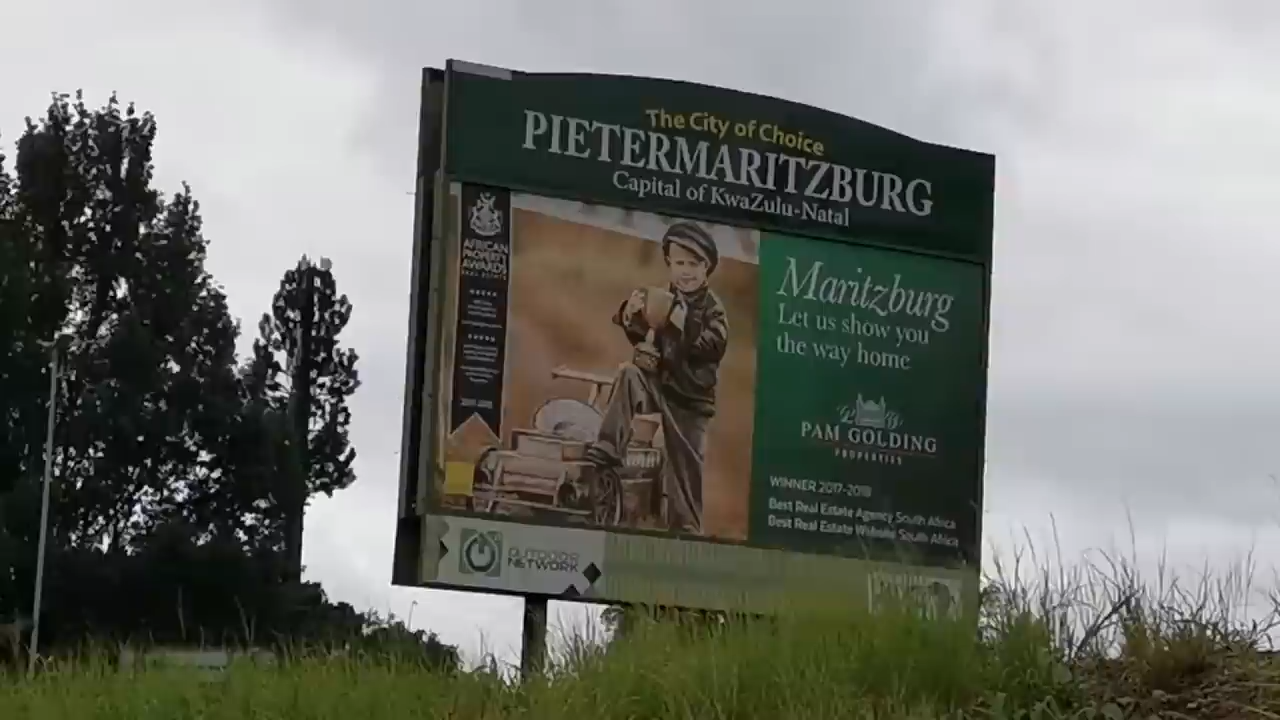 The City of Choice
PIETERMARITZBURG
Capital of KwaZulu-Natal
AFRICAN
PROPERTY
AWARDS
REAL ESTATE
Maritzburg
Let us show you
the way home
PAM GOLDING
PROPERTIES
WINNER 2017-2018
Best Real Estate Agency South Africa
Best Real Estate Website South Africa
OUTDOOR
NETWORK